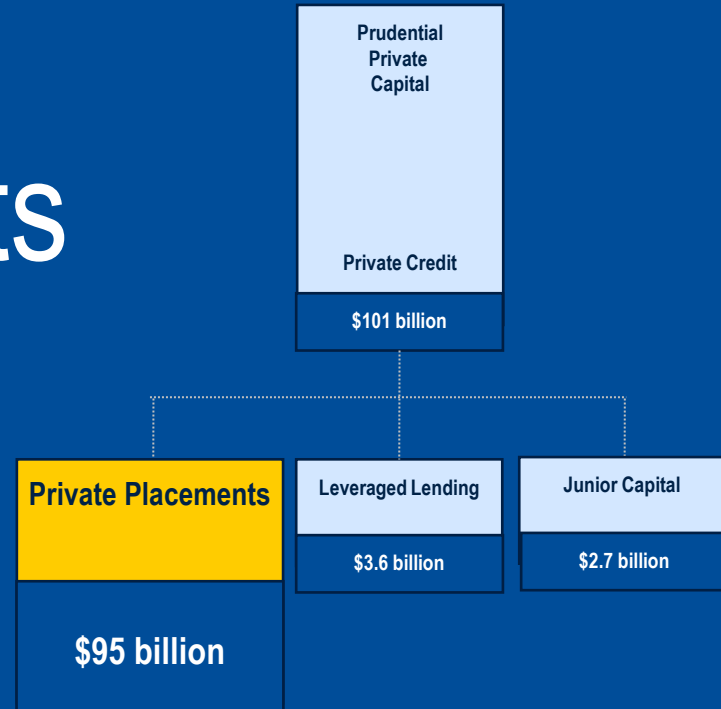 ts
Prudential
Private
Capital
Private Credit
$101 billion
Private Placements
$95 billion
Leveraged Lending
$3.6 billion
Junior Capital
$2.7 billion